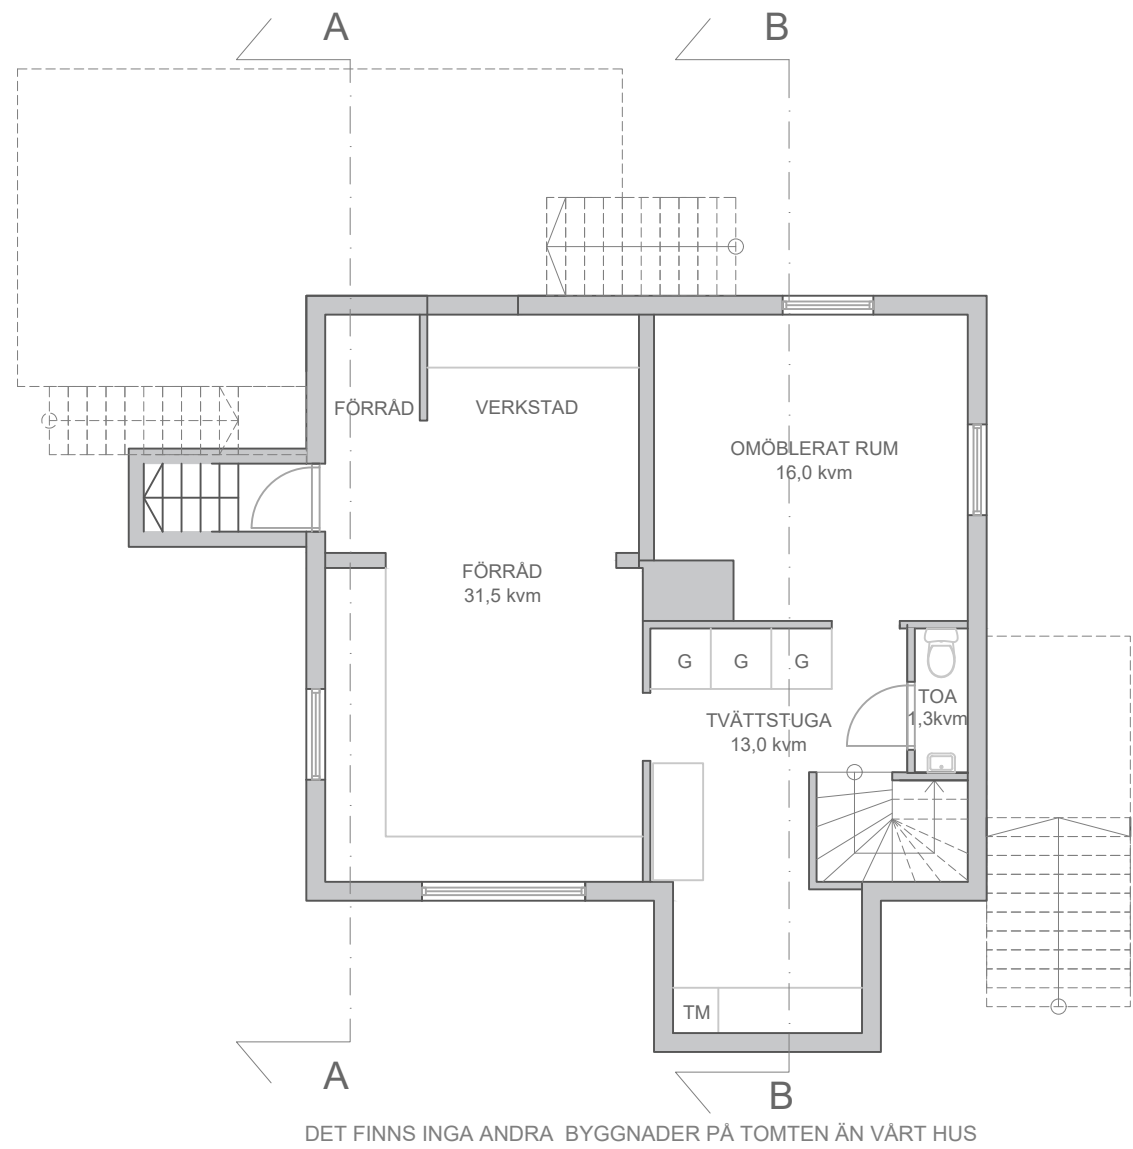 A
B
FÖRRÅD
VERKSTAD
OMÖBLERAT RUM
16,0 kvm
FÖRRÅD
31,5 kvm
G
G
G
TOA
1,3kvm
TVÄTTSTUGA
13,0 kvm
TM
A
B
DET FINNS INGA ANDRA BYGGNADER PÅ TOMTEN ÄN VÅRT HUS